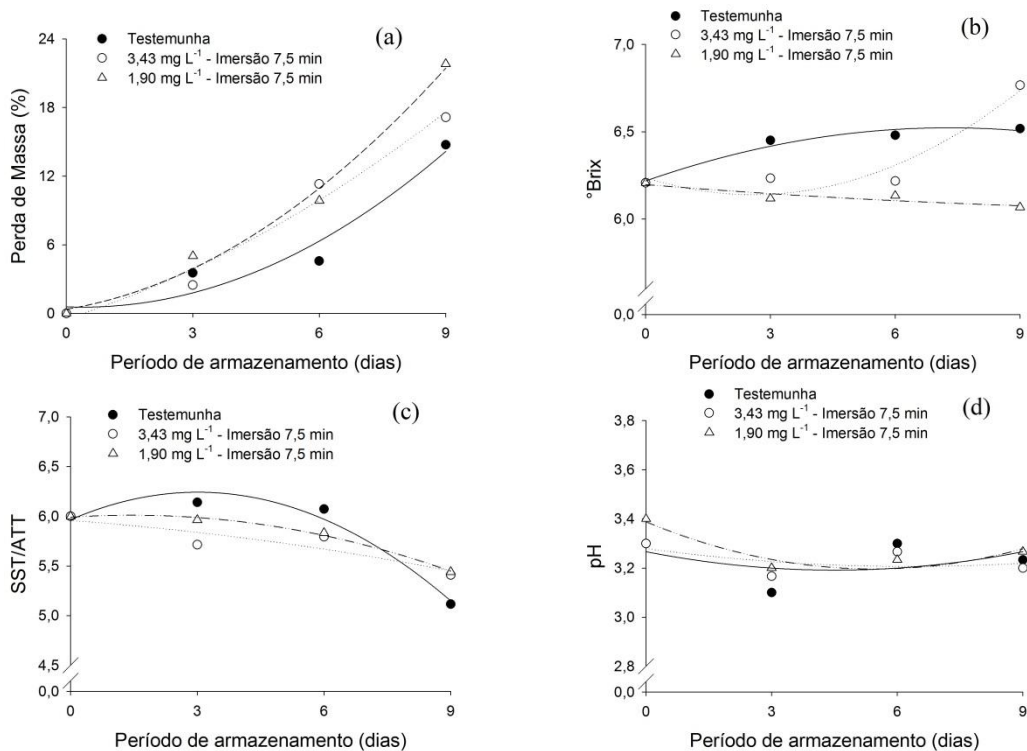 (a)
Testemunha
3,43 mg L⁻¹ - Imersão 7,5 min
1,90 mg L⁻¹ - Imersão 7,5 min
Perda de Massa (%)
24
18
12
6
0
0 3 6 9
Período de armazenamento (dias)
(b)
Testemunha
3,43 mg L⁻¹ - Imersão 7,5 min
1,90 mg L⁻¹ - Imersão 7,5 min
°Brix
7,0
6,5
6,0
0,0
0 3 6 9
Período de armazenamento (dias)
(c)
Testemunha
3,43 mg L⁻¹ - Imersão 7,5 min
1,90 mg L⁻¹ - Imersão 7,5 min
SST/ATT
7,0
6,5
6,0
5,5
5,0
4,5
0,0
0 3 6 9
Período de armazenamento (dias)
(d)
Testemunha
3,43 mg L⁻¹ - Imersão 7,5 min
1,90 mg L⁻¹ - Imersão 7,5 min
pH
3,8
3,6
3,4
3,2
3,0
2,8
0,0
0 3 6 9
Período de armazenamento (dias)